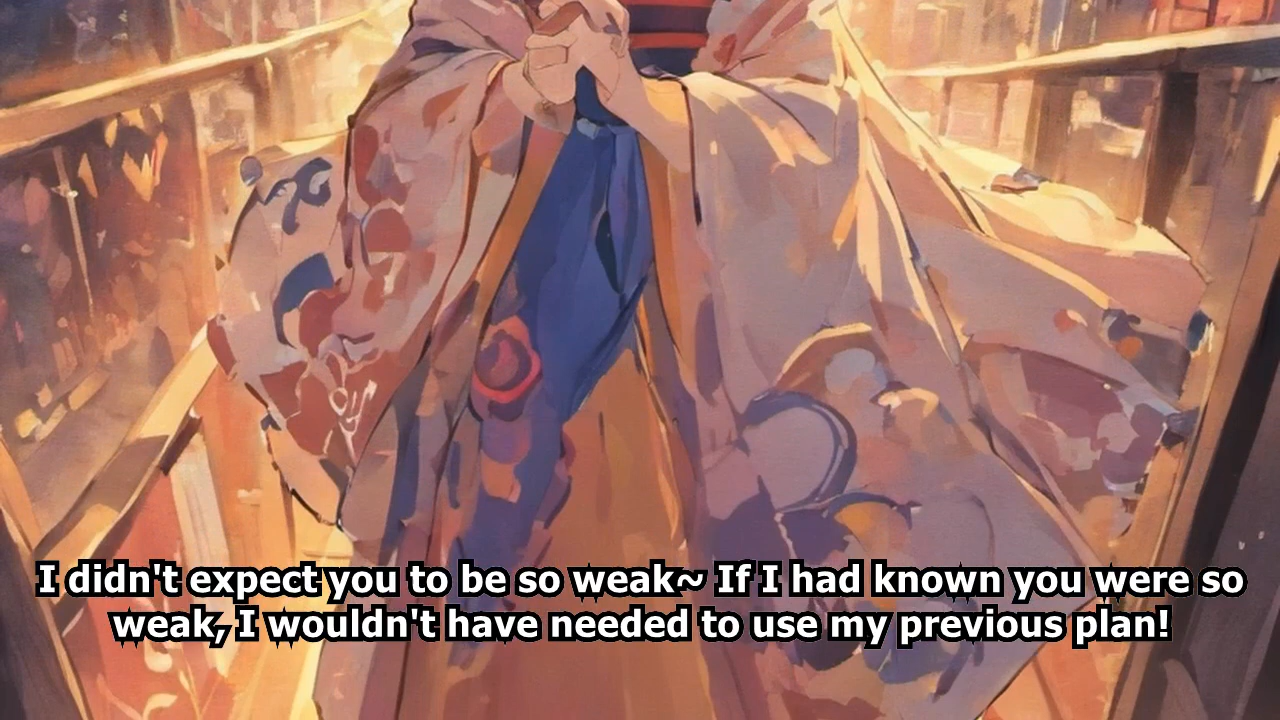 I didn't expect you to be so weak~ If I had known you were so
weak, I wouldn't have needed to use my previous plan!